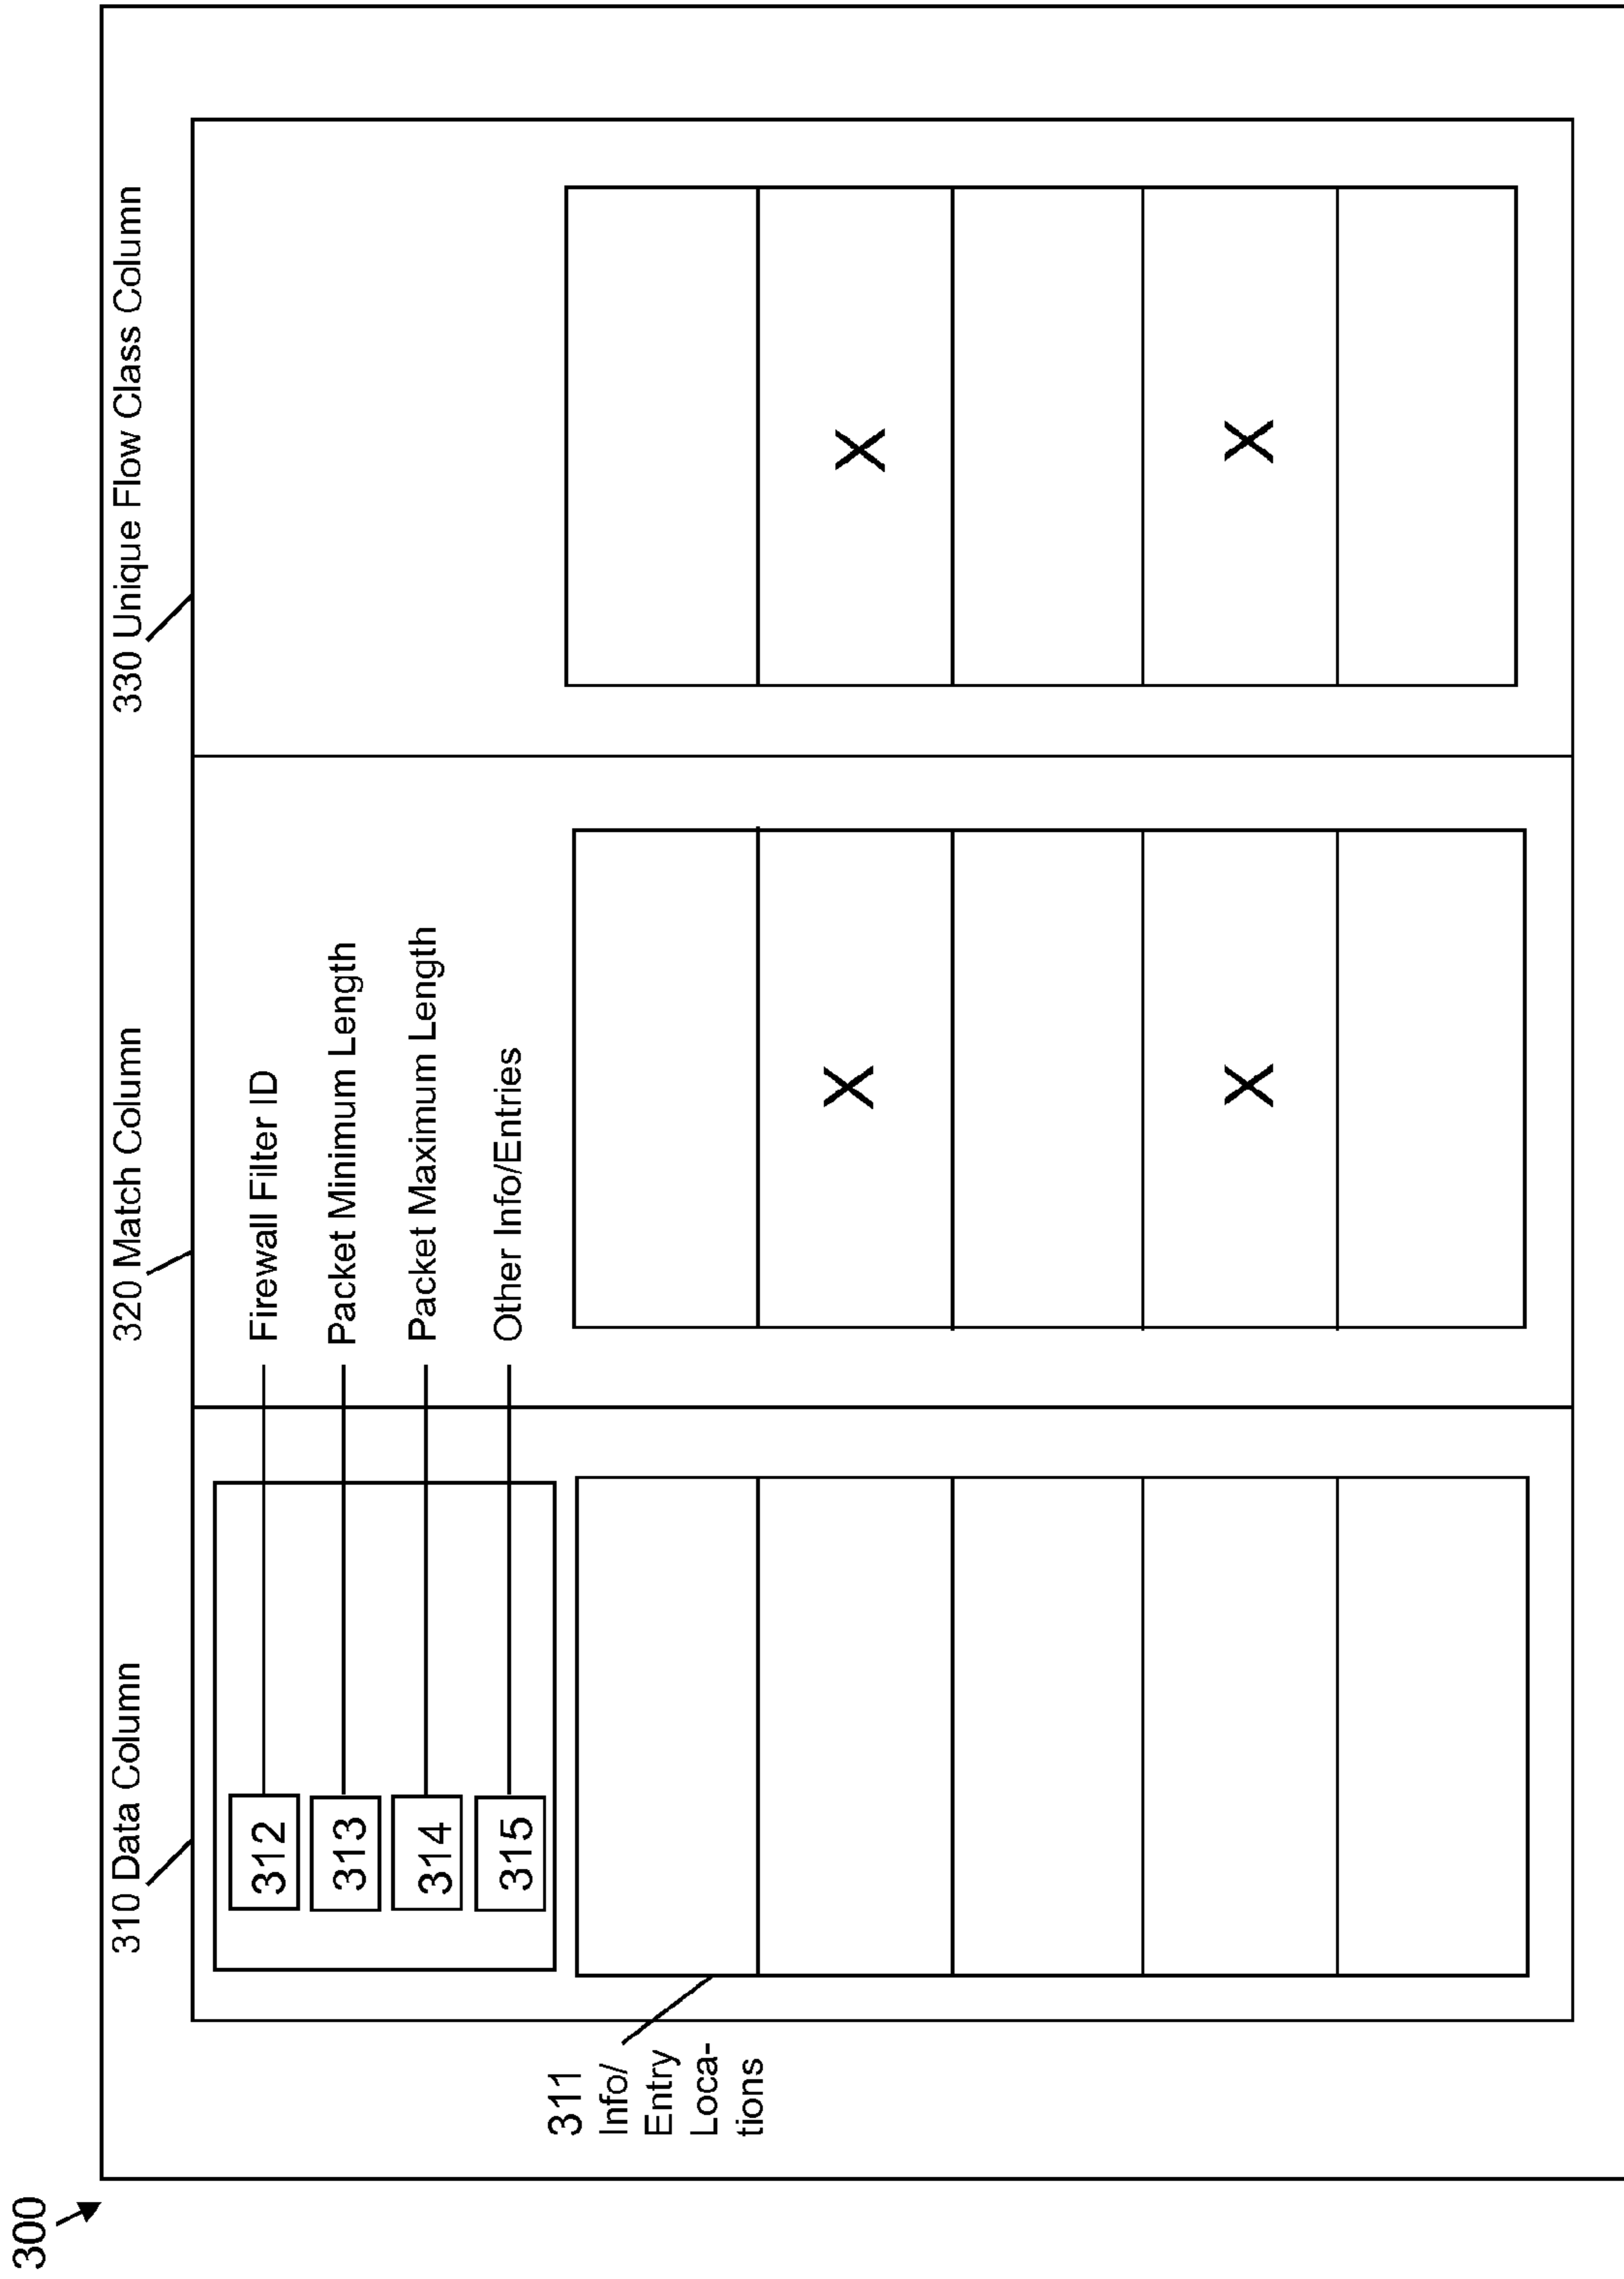 300
310 Data Column
320 Match Column
330 Unique Flow Class Column
312
Firewall Filter ID
313
Packet Minimum Length
314
Packet Maximum Length
315
Other Info/Entries
311
Info/
Entry
Loca-
tions
X
X
X
X